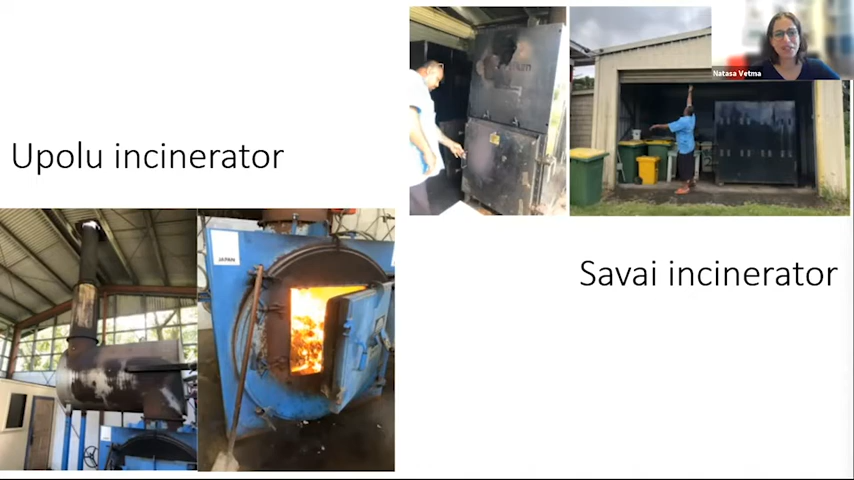 Natasa Vetma
Upolu incinerator
JAPAN
Savai incinerator